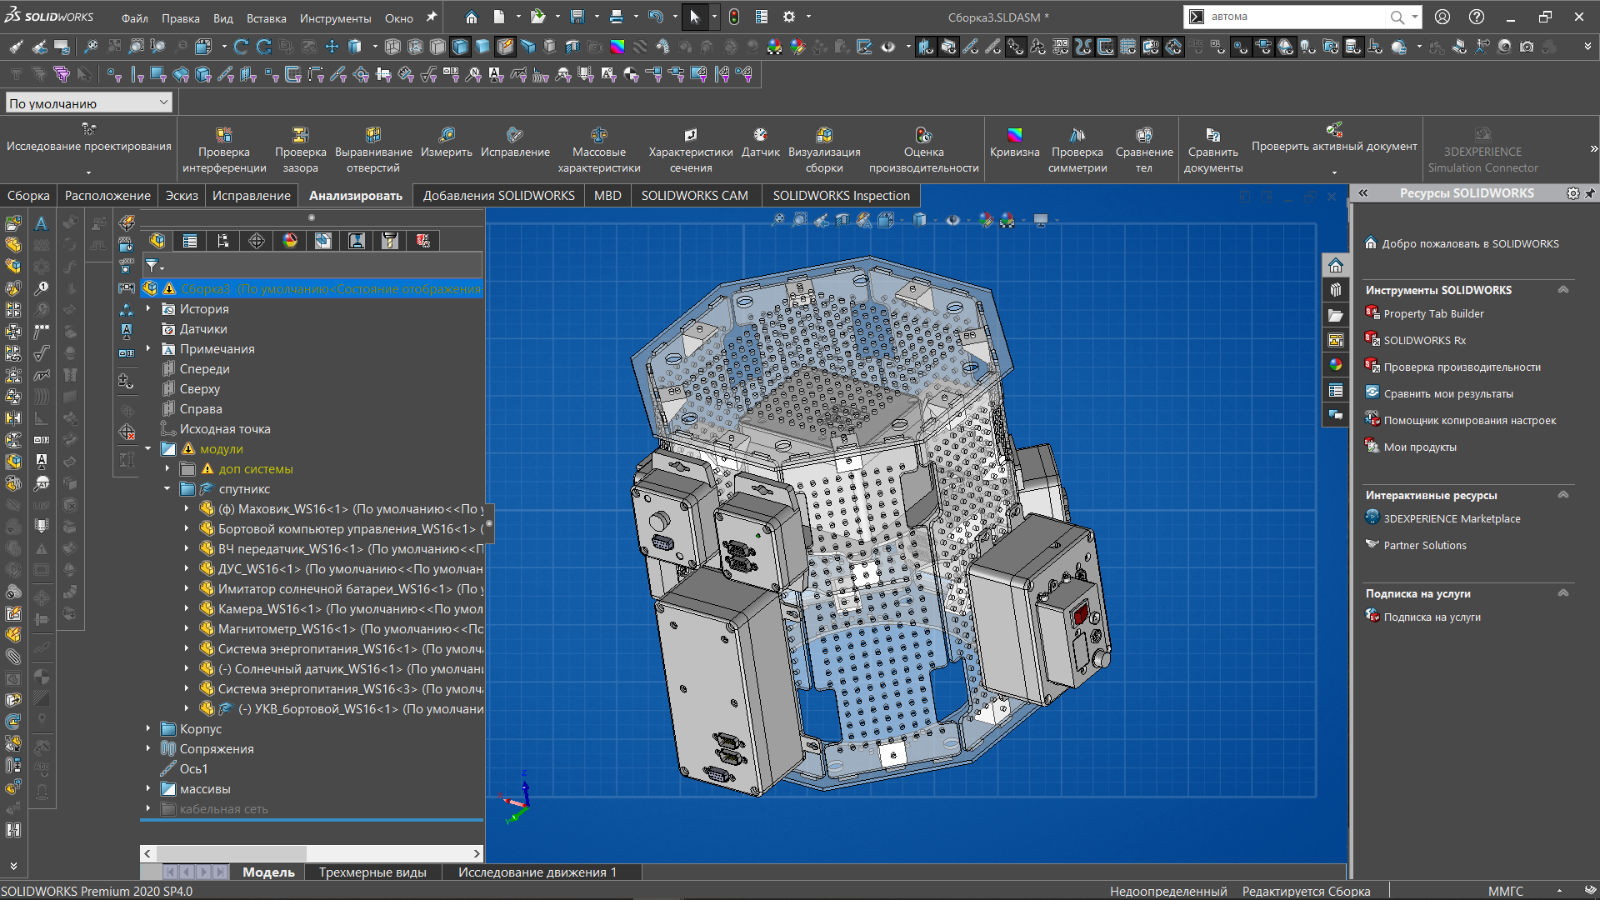 SOLIDWORKS
Файл Правка Вид Вставка Инструменты Окно
Сборка3.SLDASM *
автома
По умолчанию
Исследование проектирования
Проверка интерференции
Проверка зазора
Выравнивание отверстий
Измерить
Исправление
Массовые характеристики
Характеристики сечения
Датчик
Визуализация сборки
Оценка производительности
Кривизна
Проверка симметрии
Сравнение тел
Сравнить документы
Проверить активный документ
3DEXPERIENCE Simulation Connector
Сборка Расположение Эскиз Исправление Анализировать Добавления SOLIDWORKS MBD SOLIDWORKS CAM SOLIDWORKS Inspection
Сборка3 (По умолчанию<Состояние отображения
История
Датчики
Примечания
Спереди
Сверху
Справа
Исходная точка
модули
доп системы
спутникс
(ф) Маховик_WS16<1> (По умолчанию<<По у
Бортовой компьютер управления_WS16<1> (
ВЧ передатчик_WS16<1> (По умолчанию<<По
ДУС_WS16<1> (По умолчанию<<По умолчан
Имитатор солнечной батареи_WS16<1> (По у
Камера_WS16<1> (По умолчанию<<По умол
Магнитометр_WS16<1> (По умолчанию<<Пс
Система энергопитания_WS16<1> (По умолч
(-) Солнечный датчик_WS16<1> (По умолчан
Система энергопитания_WS16<3> (По умолч
(-) УКВ_бортовой_WS16<1> (По умолчани
Корпус
Сопряжения
Ось1
массивы
кабельная сеть
Модель Трехмерные виды Исследование движения 1
Ресурсы SOLIDWORKS
Добро пожаловать в SOLIDWORKS
Инструменты SOLIDWORKS
Property Tab Builder
SOLIDWORKS Rx
Проверка производительности
Сравнить мои результаты
Помощник копирования настроек
Мои продукты
Интерактивные ресурсы
3DEXPERIENCE Marketplace
Partner Solutions
Подписка на услуги
Подписка на услуги
SOLIDWORKS Premium 2020 SP4.0
Недоопределенный Редактируется Сборка ММГС